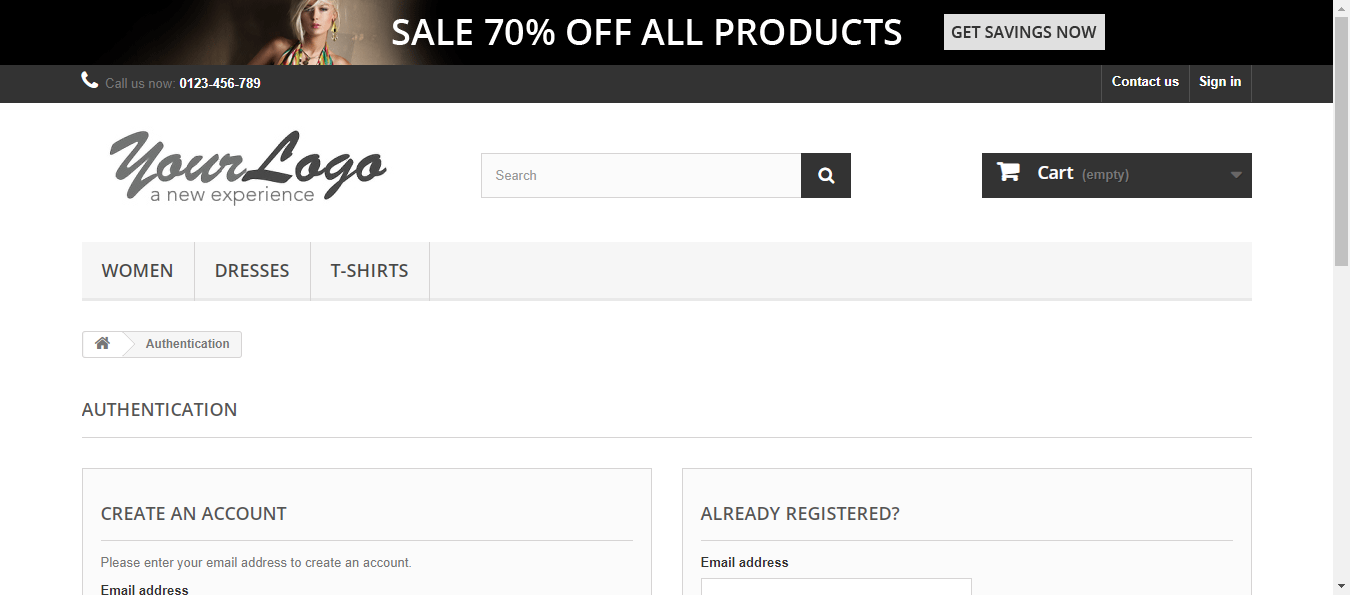 SALE 70% OFF ALL PRODUCTS
GET SAVINGS NOW
Call us now: 0123-456-789
Contact us
Sign in
YourLogo
a new experience
Search
Cart (empty)
WOMEN
DRESSES
T-SHIRTS
Authentication
AUTHENTICATION
CREATE AN ACCOUNT
Please enter your email address to create an account.
Email address
ALREADY REGISTERED?
Email address